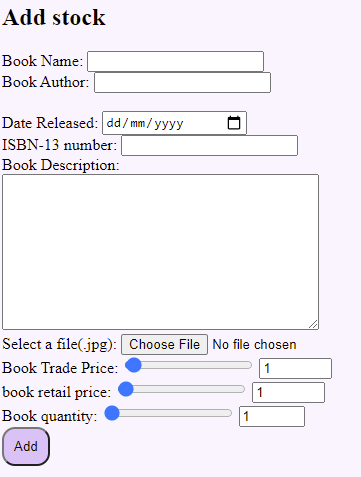 Add stock
Book Name:
Book Author:
Date Released: dd/mm/yyyy
ISBN-13 number:
Book Description:
Select a file(.jpg): Choose File No file chosen
Book Trade Price: 1
book retail price: 1
Book quantity: 1
Add